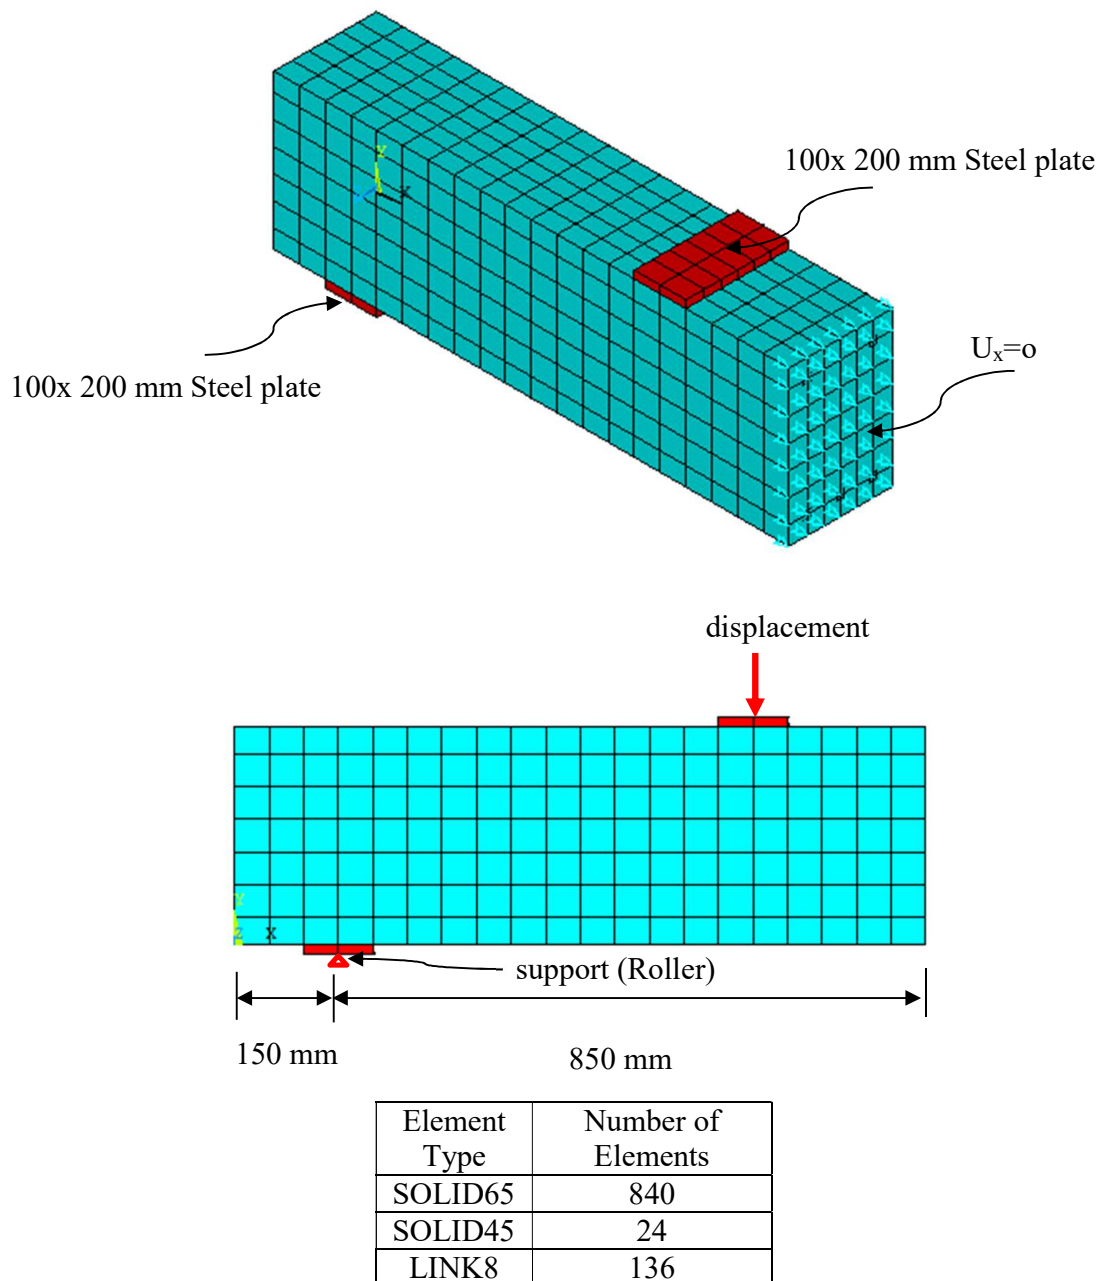 100x 200 mm Steel plate
Y
X
U_x=o
100x 200 mm Steel plate
displacement
Y
Z
X
support (Roller)
150 mm
850 mm
Element Type
Number of Elements
SOLID65 840
SOLID45 24
LINK8 136